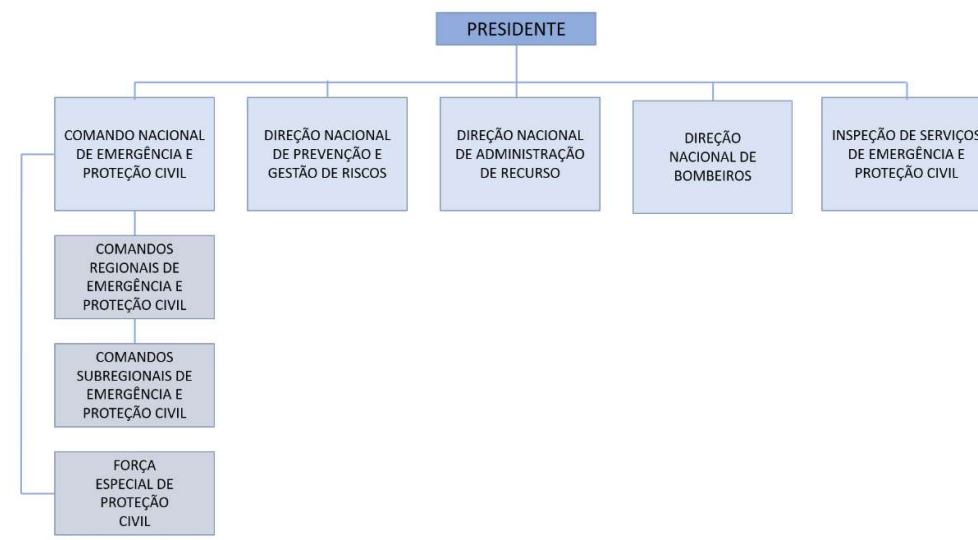 PRESIDENTE
COMANDO NACIONAL
DE EMERGÊNCIA E
PROTEÇÃO CIVIL
DIREÇÃO NACIONAL
DE PREVENÇÃO E
GESTÃO DE RISCOS
DIREÇÃO NACIONAL
DE ADMINISTRAÇÃO
DE RECURSO
DIREÇÃO
NACIONAL DE
BOMBEIROS
INSPEÇÃO DE SERVIÇOS
DE EMERGÊNCIA E
PROTEÇÃO CIVIL
COMANDOS
REGIONAIS DE
EMERGÊNCIA E
PROTEÇÃO CIVIL
COMANDOS
SUBREGIONAIS DE
EMERGÊNCIA E
PROTEÇÃO CIVIL
FORÇA
ESPECIAL DE
PROTEÇÃO
CIVIL